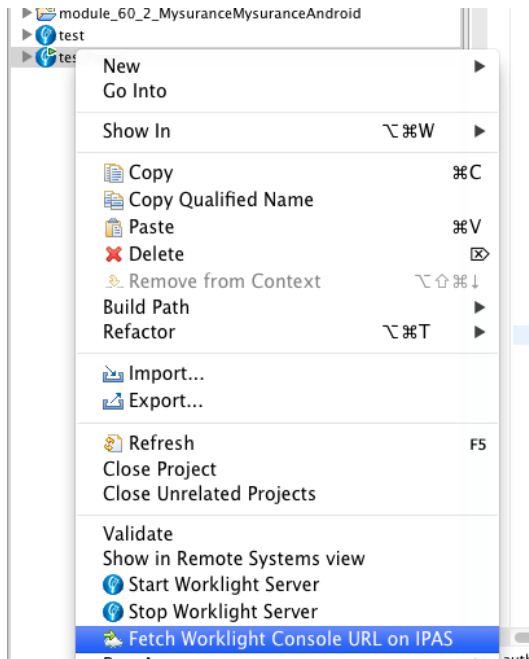 module_60_2_MysuranceMysuranceAndroid
test
New
Go Into
Show In ⌥⌘W
Copy ⌘C
Copy Qualified Name
Paste ⌘V
Delete ⌦
Remove from Context ⌥⇧⌘↓
Build Path
Refactor ⌥⌘T
Import...
Export...
Refresh F5
Close Project
Close Unrelated Projects
Validate
Show in Remote Systems view
Start Worklight Server
Stop Worklight Server
Fetch Worklight Console URL on IPAS